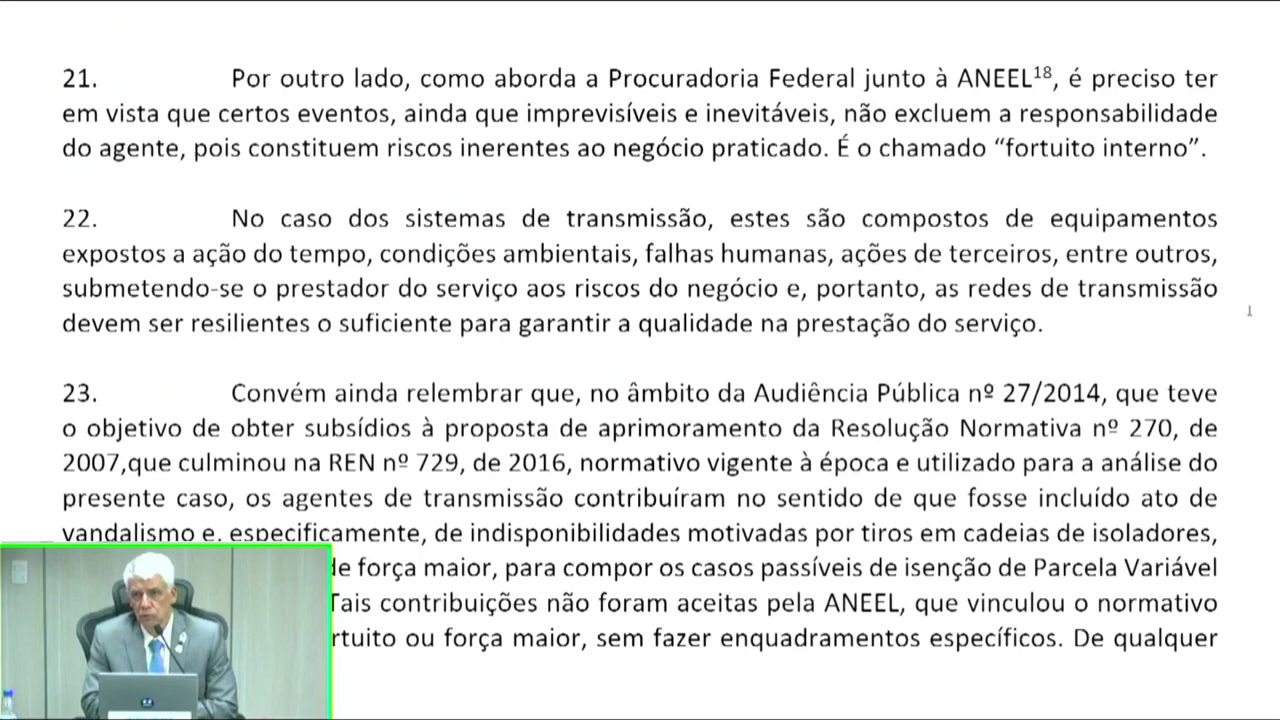 21. Por outro lado, como aborda a Procuradoria Federal junto à ANEEL¹⁸, é preciso ter
em vista que certos eventos, ainda que imprevisíveis e inevitáveis, não excluem a responsabilidade
do agente, pois constituem riscos inerentes ao negócio praticado. É o chamado “fortuito interno”.
22. No caso dos sistemas de transmissão, estes são compostos de equipamentos
expostos a ação do tempo, condições ambientais, falhas humanas, ações de terceiros, entre outros,
submetendo-se o prestador do serviço aos riscos do negócio e, portanto, as redes de transmissão
devem ser resilientes o suficiente para garantir a qualidade na prestação do serviço.
23. Convém ainda relembrar que, no âmbito da Audiência Pública nº 27/2014, que teve
o objetivo de obter subsídios à proposta de aprimoramento da Resolução Normativa nº 270, de
2007,que culminou na REN nº 729, de 2016, normativo vigente à época e utilizado para a análise do
presente caso, os agentes de transmissão contribuíram no sentido de que fosse incluído ato de
vandalismo e, especificamente, de indisponibilidades motivadas por tiros em cadeias de isoladores,
de força maior, para compor os casos passíveis de isenção de Parcela Variável
Tais contribuições não foram aceitas pela ANEEL, que vinculou o normativo
rtuito ou força maior, sem fazer enquadramentos específicos. De qualquer